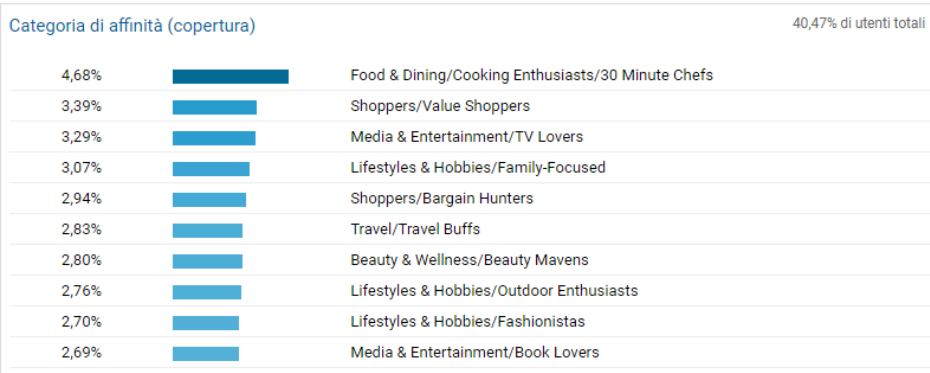 Categoria di affinità (copertura) 40,47% di utenti totali
4,68% Food & Dining/Cooking Enthusiasts/30 Minute Chefs
3,39% Shoppers/Value Shoppers
3,29% Media & Entertainment/TV Lovers
3,07% Lifestyles & Hobbies/Family-Focused
2,94% Shoppers/Bargain Hunters
2,83% Travel/Travel Buffs
2,80% Beauty & Wellness/Beauty Mavens
2,76% Lifestyles & Hobbies/Outdoor Enthusiasts
2,70% Lifestyles & Hobbies/Fashionistas
2,69% Media & Entertainment/Book Lovers